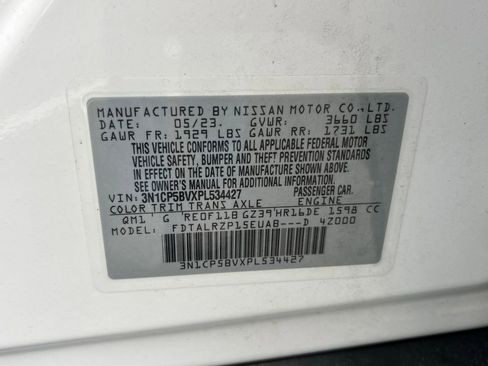 MANUFACTURED BY NISSAN MOTOR CO.,LTD.
DATE: 05/23. GVWR: 3660 LBS
GAWR FR: 1929 LBS GAWR RR: 1731 LBS
THIS VEHICLE CONFORMS TO ALL APPLICABLE FEDERAL MOTOR
VEHICLE SAFETY, BUMPER AND THEFT PREVENTION STANDARDS
IN EFFECT ON THE DATE OF MANUFACTURE SHOWN ABOVE.
SEE OWNER'S MANUAL FOR ADDITIONAL INFORMATION.
VIN: 3N1CP5BVXPL534427 PASSENGER CAR.
COLOR TRIM TRANS AXLE ENGINE
QM1 G RE0F11B GZ39 HR16DE 1598 CC
MODEL: FDTALRZP15EUAB---D 42000
3N1CP5BVXPL534427